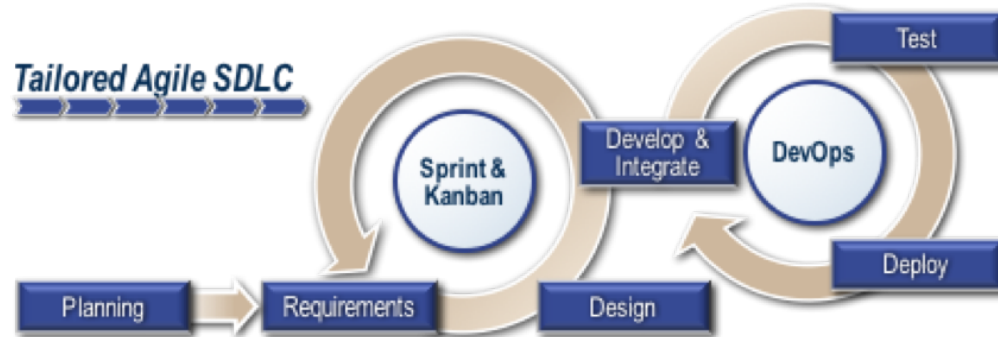 Tailored Agile SDLC
Test
Develop &
Integrate
DevOps
Sprint &
Kanban
Deploy
Planning
Requirements
Design